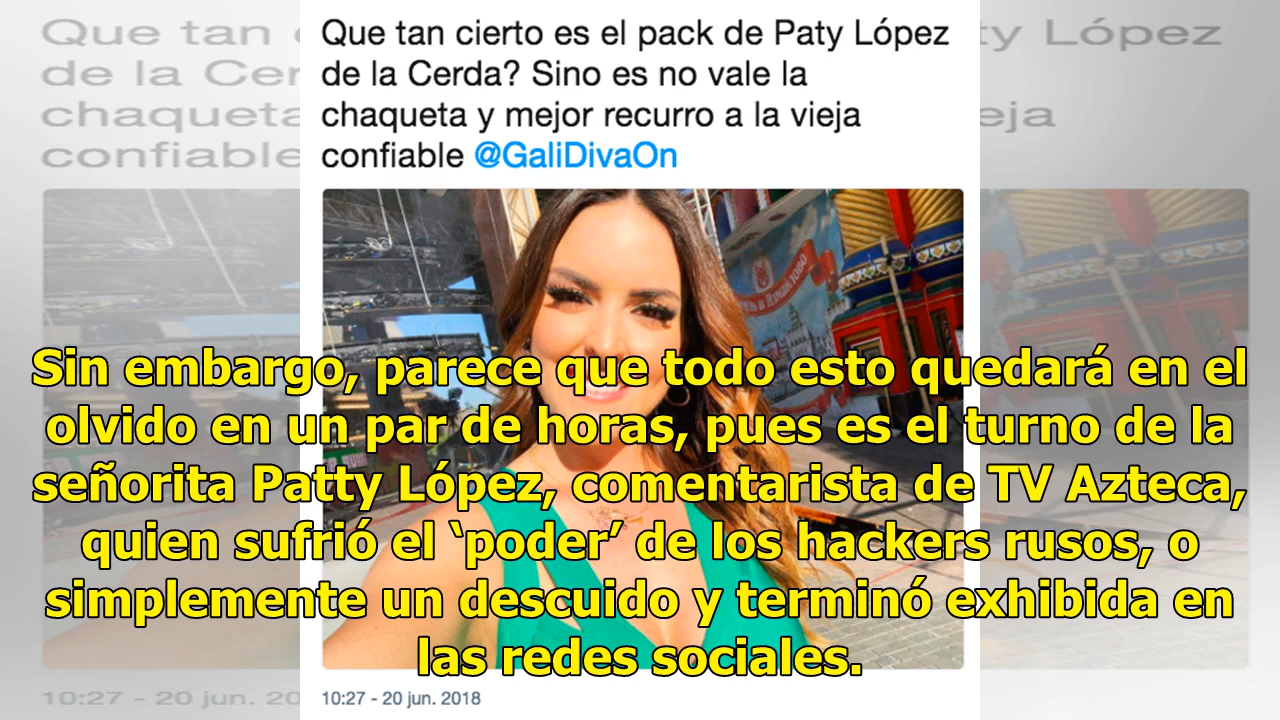 Que tan cierto es el pack de Paty López
de la Cerda? Sino es no vale la
chaqueta y mejor recurro a la vieja
confiable @GaliDivaOn
Sin embargo, parece que todo esto quedará en el
olvido en un par de horas, pues es el turno de la
señorita Patty López, comentarista de TV Azteca,
quien sufrió el ‘poder’ de los hackers rusos, o
simplemente un descuido y terminó exhibida en
las redes sociales.
10:27 - 20 jun. 2018